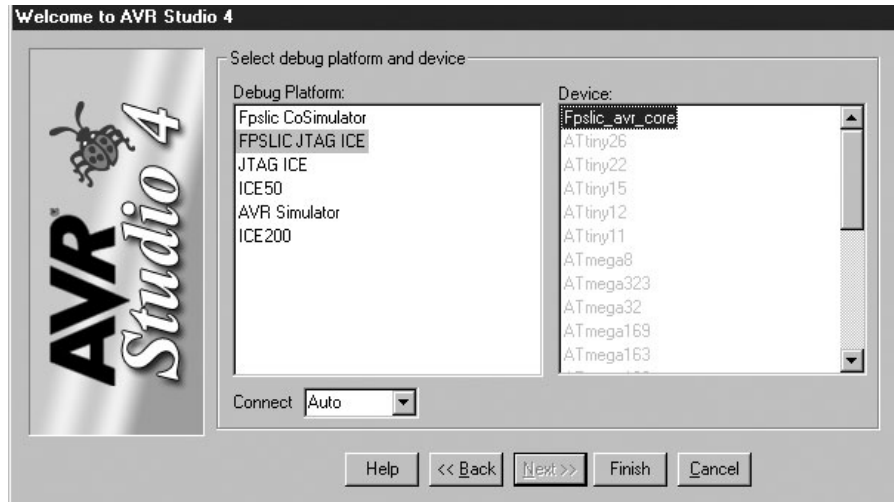 Welcome to AVR Studio 4
AVR® Studio 4
Select debug platform and device
Debug Platform:
Fpslic CoSimulator
FPSLIC JTAG ICE
JTAG ICE
ICE50
AVR Simulator
ICE200
Connect Auto
Device:
Fpslic_avr_core
ATtiny26
ATtiny22
ATtiny15
ATtiny12
ATtiny11
ATmega8
ATmega323
ATmega32
ATmega169
ATmega163
Help << Back Next >> Finish Cancel